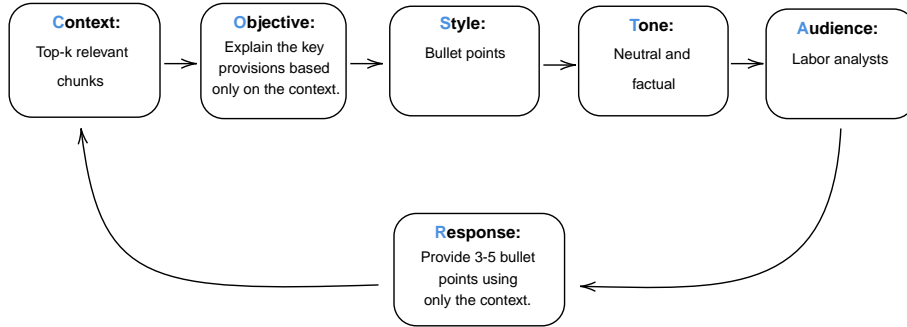 Context:
Top-k relevant
chunks
Objective:
Explain the key
provisions based
only on the context.
Style:
Bullet points
Tone:
Neutral and
factual
Audience:
Labor analysts
Response:
Provide 3-5 bullet
points using
only the context.